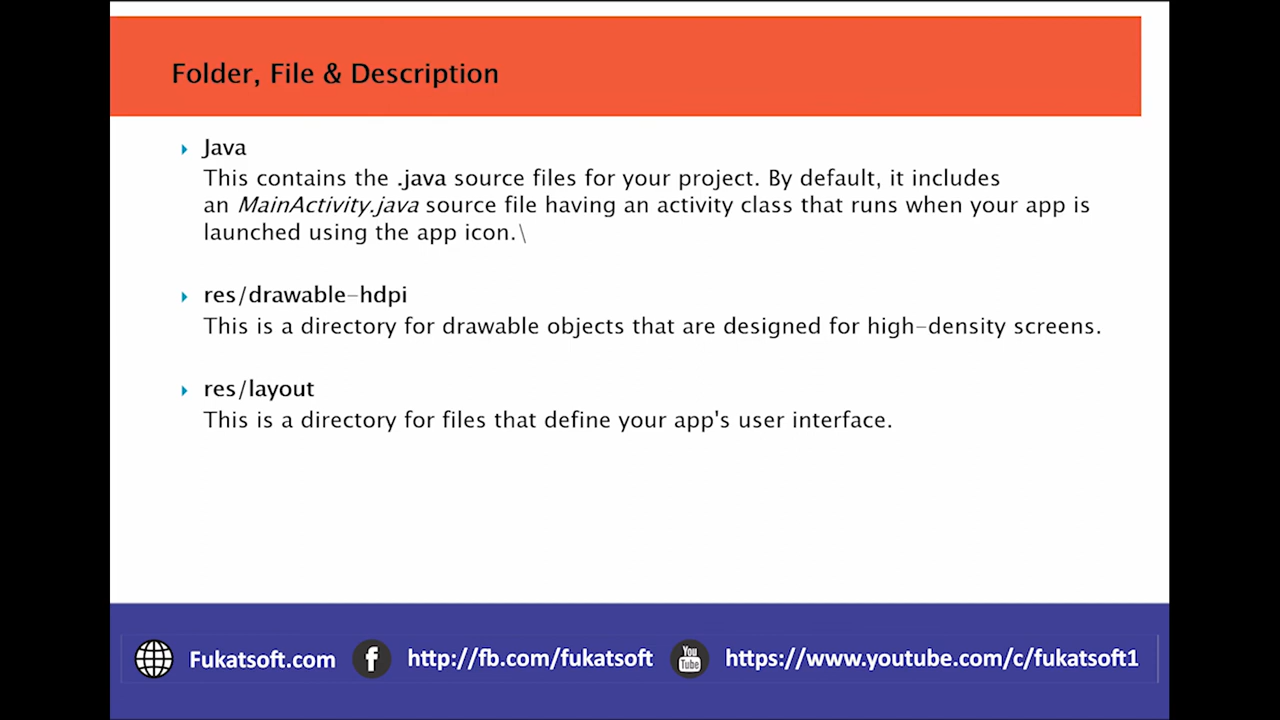 Folder, File & Description
Java
This contains the .java source files for your project. By default, it includes
an MainActivity.java source file having an activity class that runs when your app is
launched using the app icon.\
res/drawable-hdpi
This is a directory for drawable objects that are designed for high-density screens.
res/layout
This is a directory for files that define your app's user interface.
Fukatsoft.com f http://fb.com/fukatsoft You Tube https://www.youtube.com/c/fukatsoft1